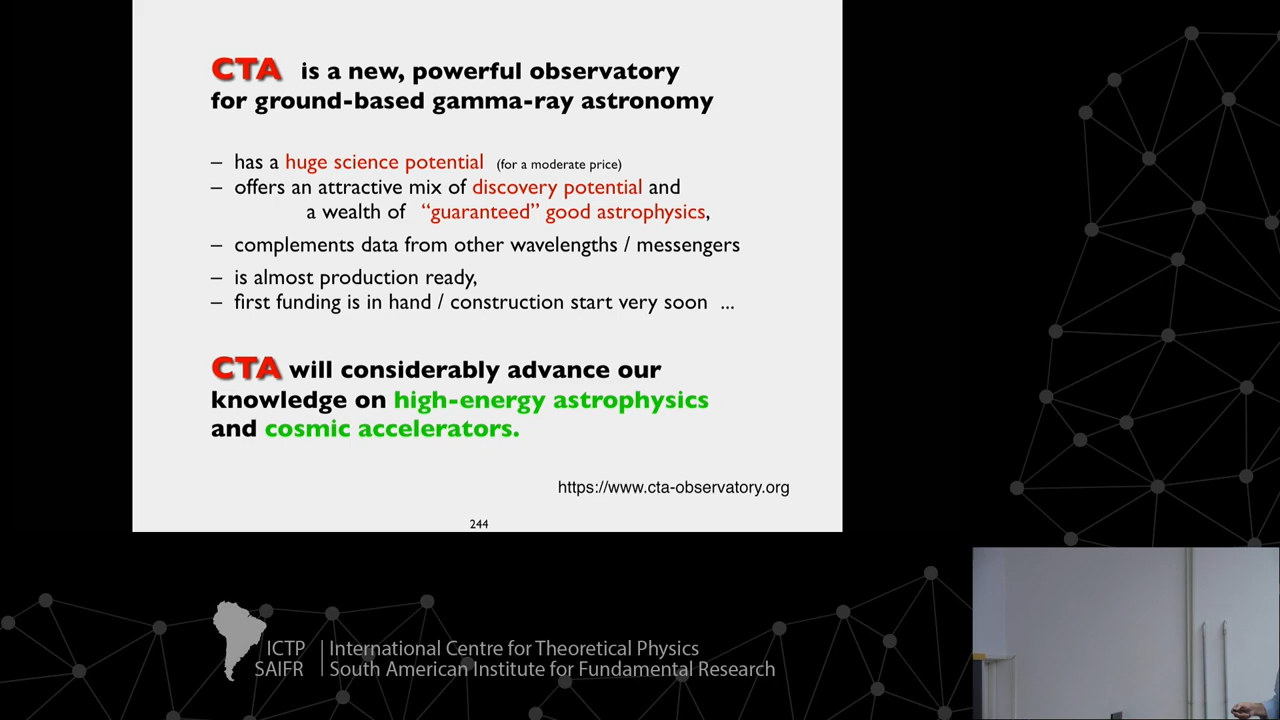 CTA is a new, powerful observatory
for ground-based gamma-ray astronomy
– has a huge science potential (for a moderate price)
– offers an attractive mix of discovery potential and
a wealth of “guaranteed” good astrophysics,
– complements data from other wavelengths / messengers
– is almost production ready,
– first funding is in hand / construction start very soon ...
CTA will considerably advance our
knowledge on high-energy astrophysics
and cosmic accelerators.
https://www.cta-observatory.org
244
ICTP | International Centre for Theoretical Physics
SAIFR | South American Institute for Fundamental Research